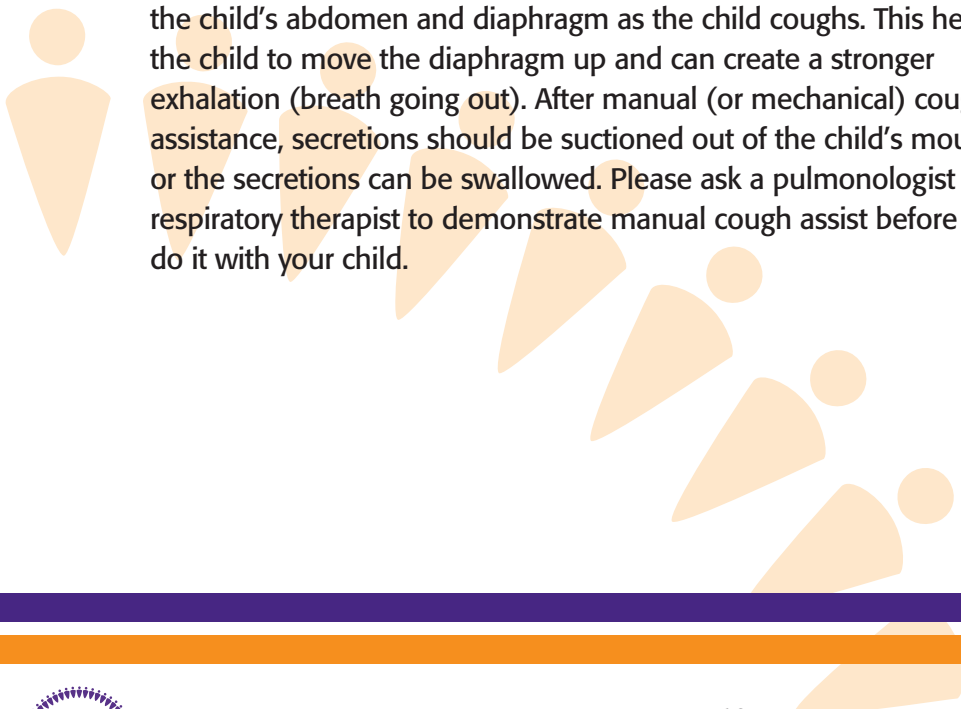 the child’s abdomen and diaphragm as the child coughs. This he
the child to move the diaphragm up and can create a stronger
exhalation (breath going out). After manual (or mechanical) cou
assistance, secretions should be suctioned out of the child’s mou
or the secretions can be swallowed. Please ask a pulmonologist
respiratory therapist to demonstrate manual cough assist before
do it with your child.